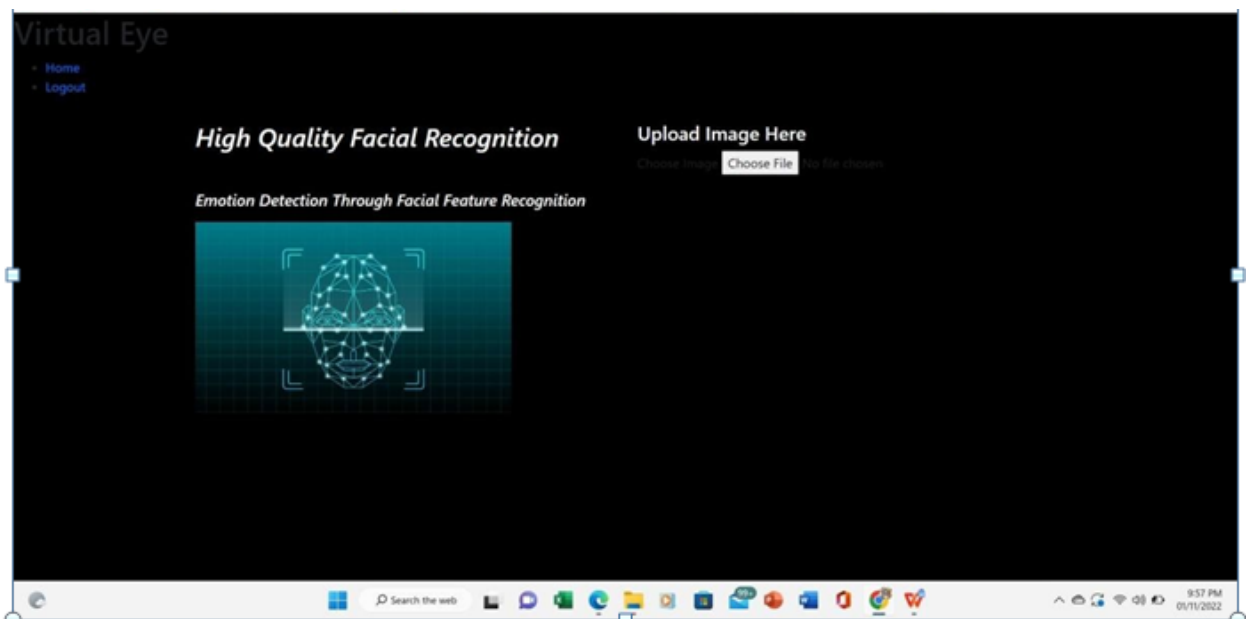 Virtual Eye
Home
Logout
High Quality Facial Recognition
Emotion Detection Through Facial Feature Recognition
Upload Image Here
Choose Image Choose File No file chosen
Search the web
99+
9:57 PM
01/11/2022